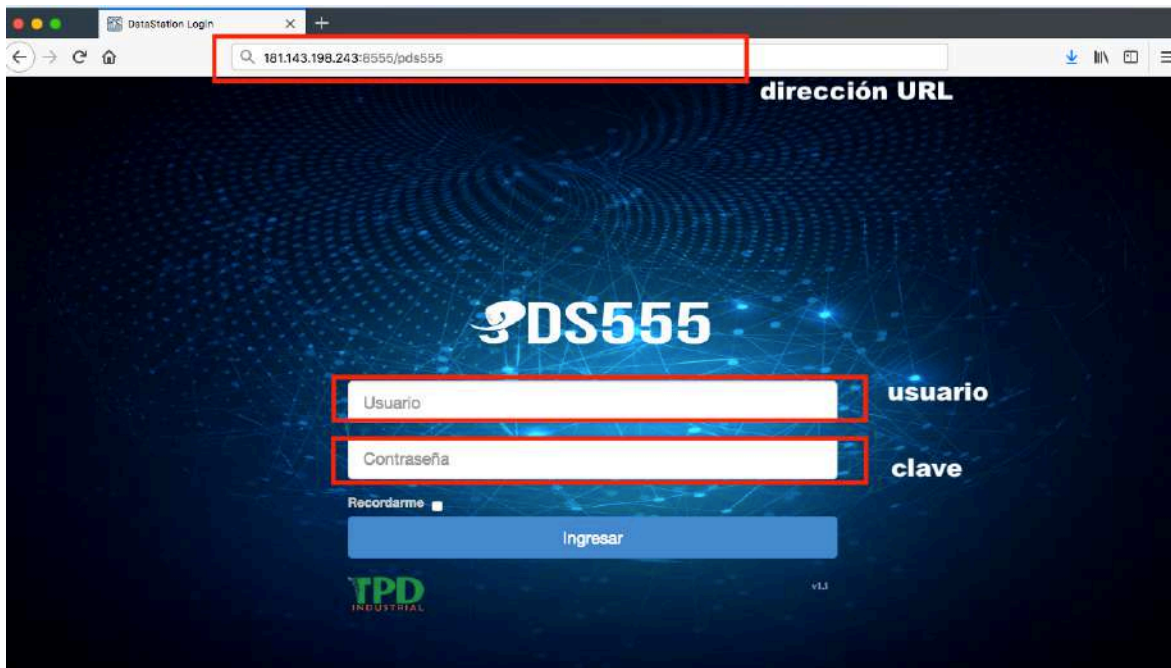 DataStation Login
181.143.198.243:8555/pds555
dirección URL
PDS555
Usuario
usuario
Contraseña
clave
Recordarme
Ingresar
TPD
INDUSTRIAL
v1.1